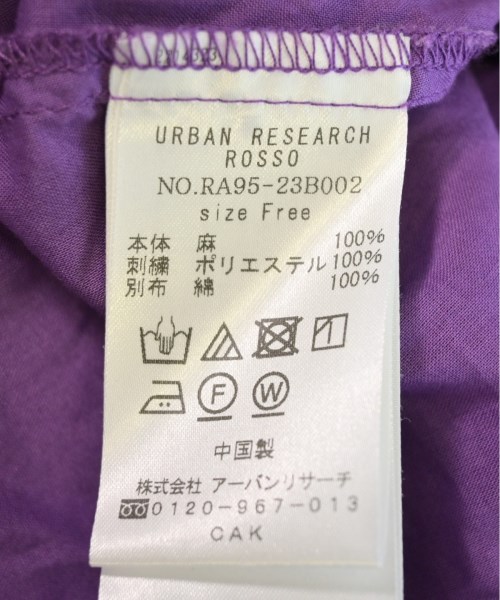 URBAN RESEARCH
ROSSO
NO.RA95-23B002
size Free
本体 麻 100%
刺繍 ポリエステル 100%
別布 綿 100%
F W
中国製
株式会社 アーバンリサーチ
0120-967-013
CAK